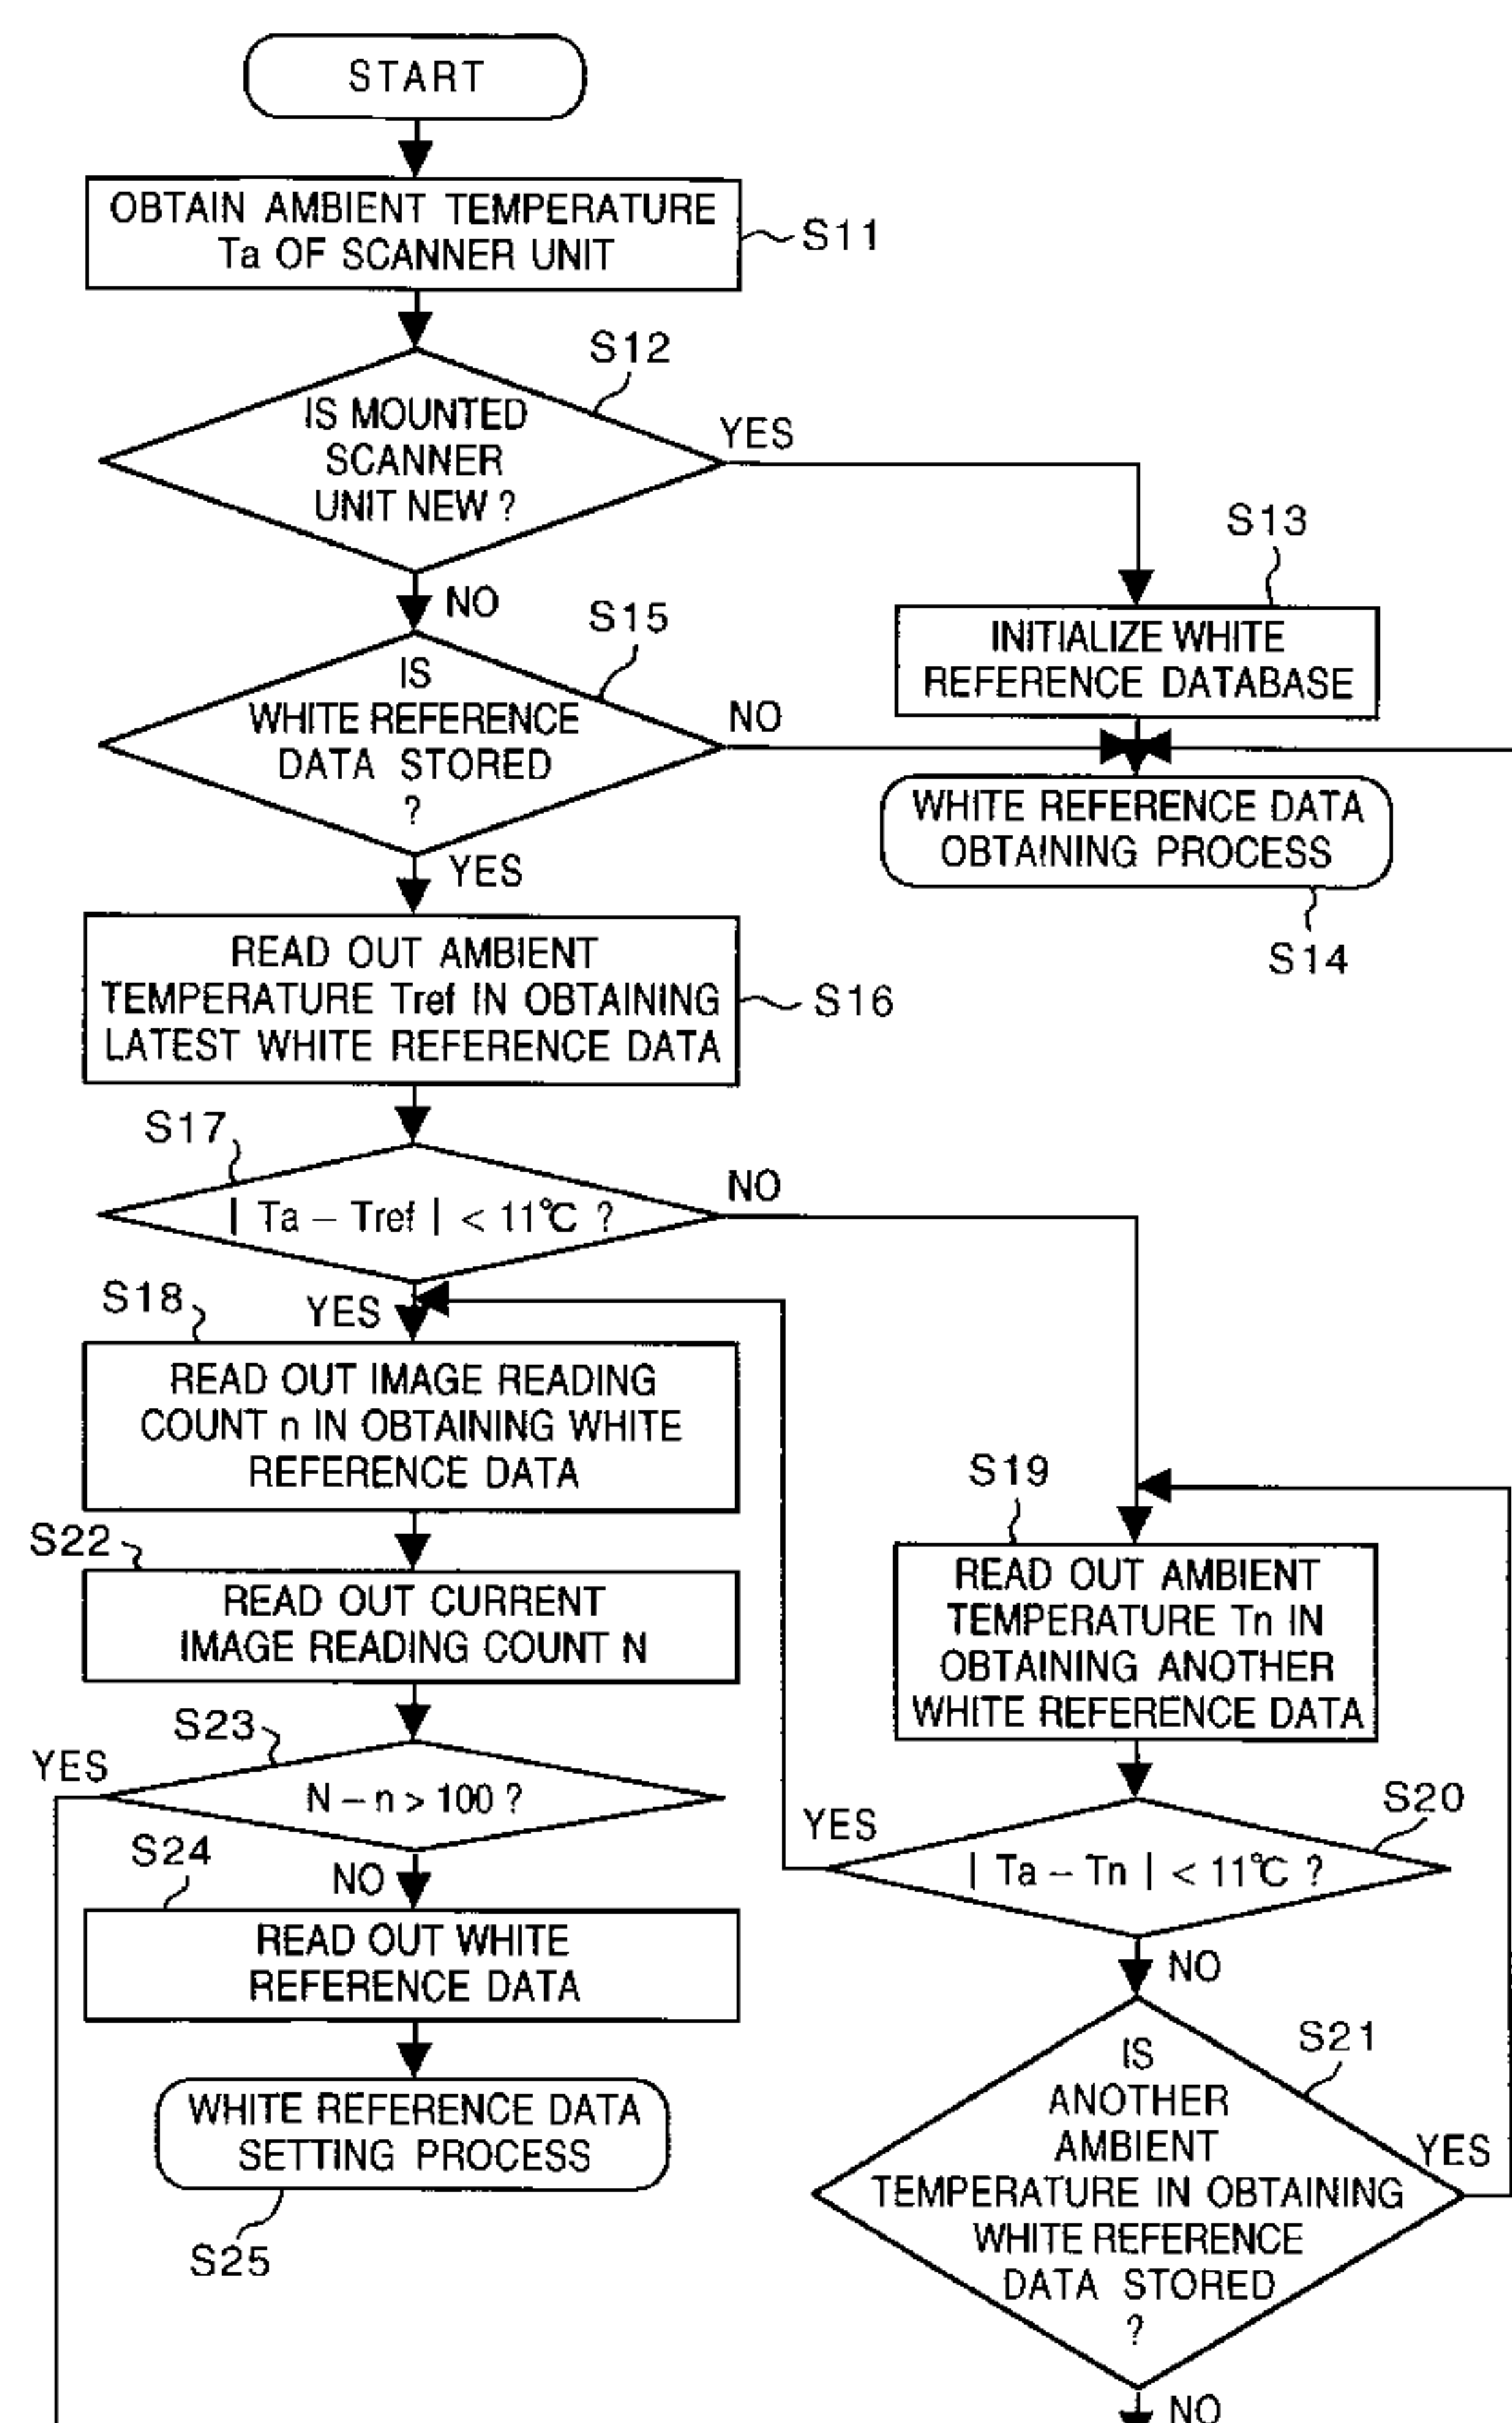 START
OBTAIN AMBIENT TEMPERATURE
Ta OF SCANNER UNIT
S11
S12
IS MOUNTED
SCANNER
UNIT NEW ?
YES
NO
S13
INITIALIZE WHITE
REFERENCE DATABASE
S15
IS
WHITE REFERENCE
DATA STORED
?
NO
YES
WHITE REFERENCE DATA
OBTAINING PROCESS
S14
READ OUT AMBIENT
TEMPERATURE Tref IN OBTAINING
LATEST WHITE REFERENCE DATA
S16
S17
| Ta – Tref | < 11℃ ?
NO
YES
S18
READ OUT IMAGE READING
COUNT n IN OBTAINING WHITE
REFERENCE DATA
S22
READ OUT CURRENT
IMAGE READING COUNT N
S19
READ OUT AMBIENT
TEMPERATURE Tn IN
OBTAINING ANOTHER
WHITE REFERENCE DATA
S23
YES
N – n > 100 ?
NO
S20
YES
| Ta – Tn | < 11℃ ?
NO
S24
READ OUT WHITE
REFERENCE DATA
WHITE REFERENCE DATA
SETTING PROCESS
S25
S21
IS
ANOTHER
AMBIENT
TEMPERATURE IN OBTAINING
WHITE REFERENCE
DATA STORED
?
YES
NO